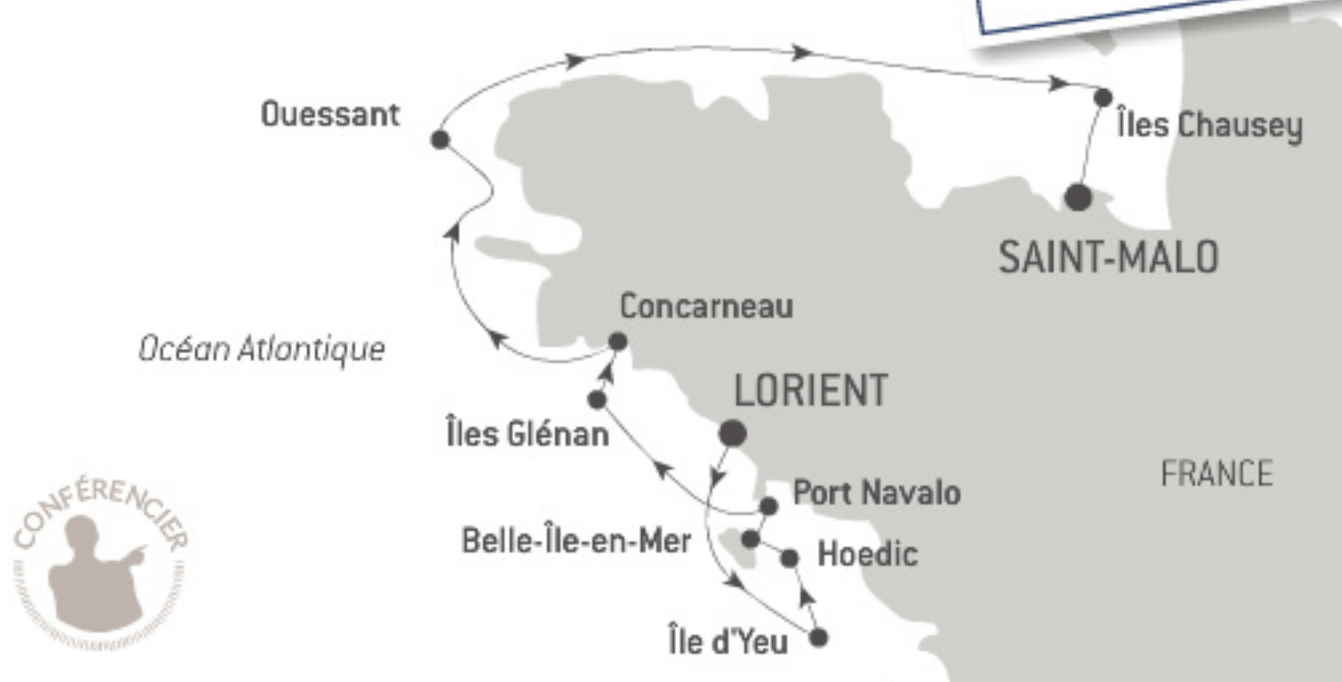 Ouessant
Îles Chausey
SAINT-MALO
Concarneau
Océan Atlantique
LORIENT
Îles Glénan
FRANCE
CONFÉRENCIER
Port Navalo
Belle-Île-en-Mer
Hoedic
Île d'Yeu